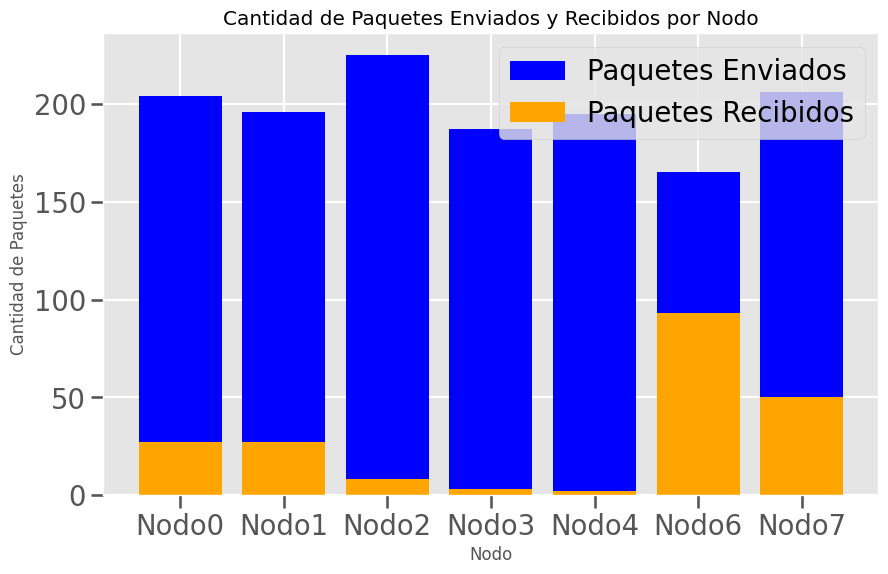 Cantidad de Paquetes Enviados y Recibidos por Nodo
Paquetes Enviados
Paquetes Recibidos
Cantidad de Paquetes
200
150
100
50
0
Nodo0 Nodo1 Nodo2 Nodo3 Nodo4 Nodo6 Nodo7
Nodo